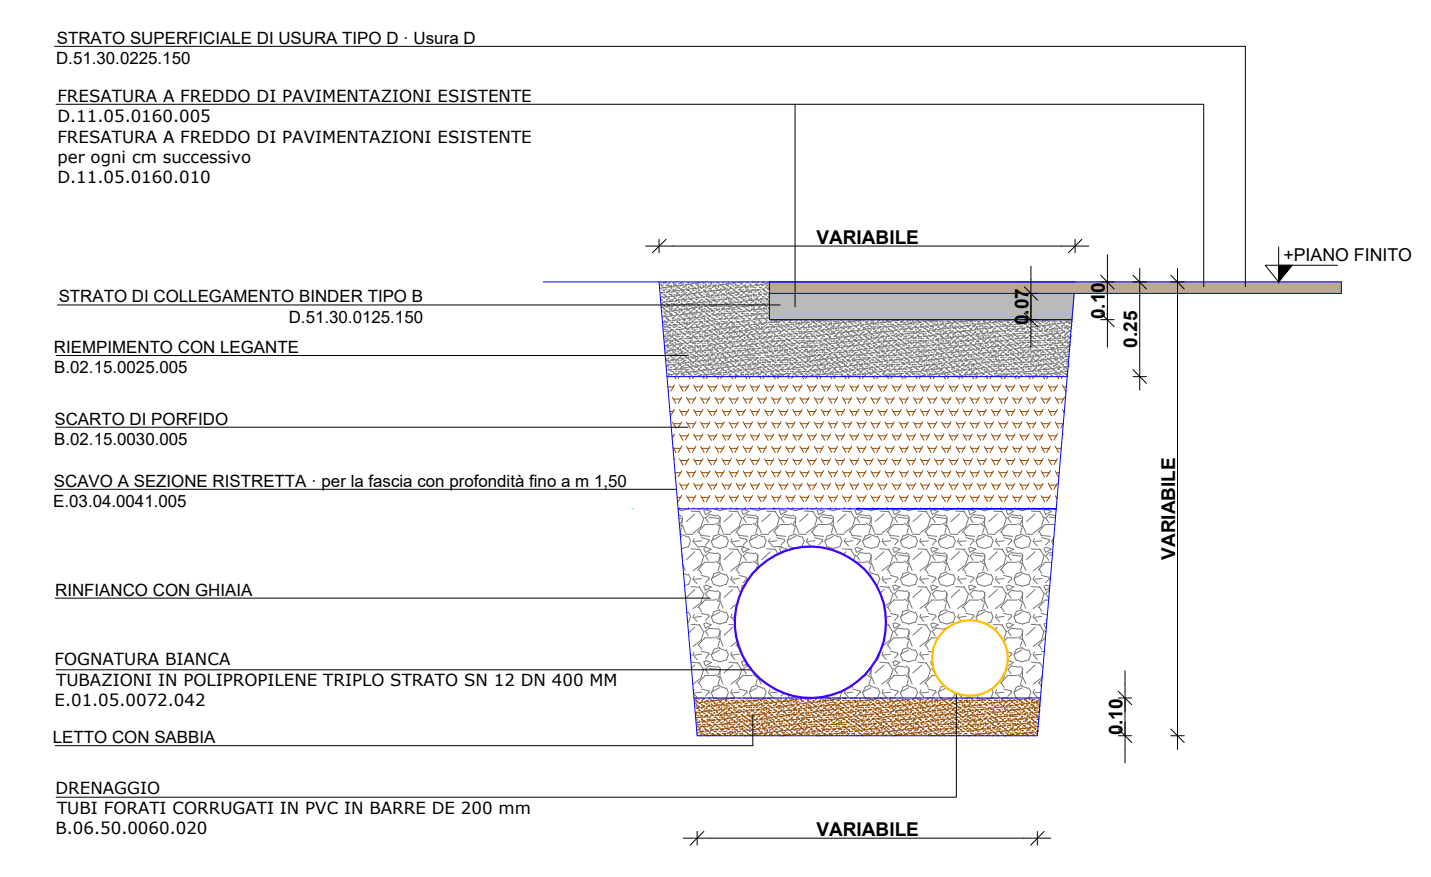 STRATO SUPERFICIALE DI USURA TIPO D · Usura D
D.51.30.0225.150
FRESATURA A FREDDO DI PAVIMENTAZIONI ESISTENTE
D.11.05.0160.005
FRESATURA A FREDDO DI PAVIMENTAZIONI ESISTENTE
per ogni cm successivo
D.11.05.0160.010
VARIABILE
+PIANO FINITO
STRATO DI COLLEGAMENTO BINDER TIPO B
D.51.30.0125.150
0.07
0.10
0.25
RIEMPIMENTO CON LEGANTE
B.02.15.0025.005
SCARTO DI PORFIDO
B.02.15.0030.005
SCAVO A SEZIONE RISTRETTA · per la fascia con profondità fino a m 1,50
E.03.04.0041.005
VARIABILE
RINFIANCO CON GHIAIA
FOGNATURA BIANCA
TUBAZIONI IN POLIPROPILENE TRIPLO STRATO SN 12 DN 400 MM
E.01.05.0072.042
0.10
LETTO CON SABBIA
DRENAGGIO
TUBI FORATI CORRUGATI IN PVC IN BARRE DE 200 mm
B.06.50.0060.020
VARIABILE